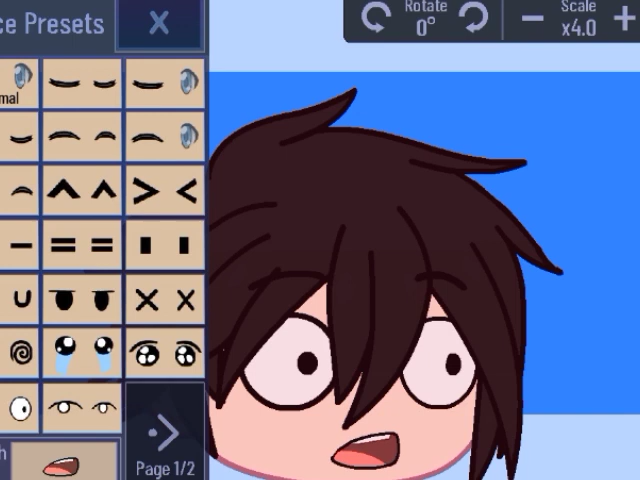 ce Presets
X
Rotate
0°
Scale
x4.0
mal
h
Page 1/2